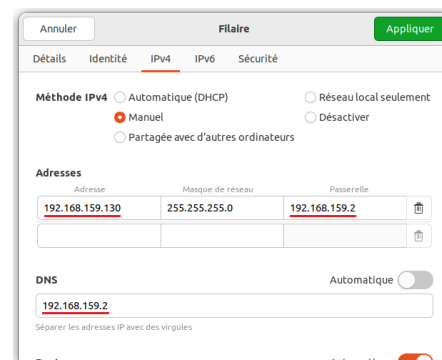 Annuler Filaire Appliquer
Détails Identité IPv4 IPv6 Sécurité
Méthode IPv4 Automatique (DHCP) Réseau local seulement
Manuel Désactiver
Partagée avec d'autres ordinateurs
Adresses
Adresse Masque de réseau Passerelle
192.168.159.130 255.255.255.0 192.168.159.2
DNS Automatique
192.168.159.2
Séparer les adresses IP avec des virgules